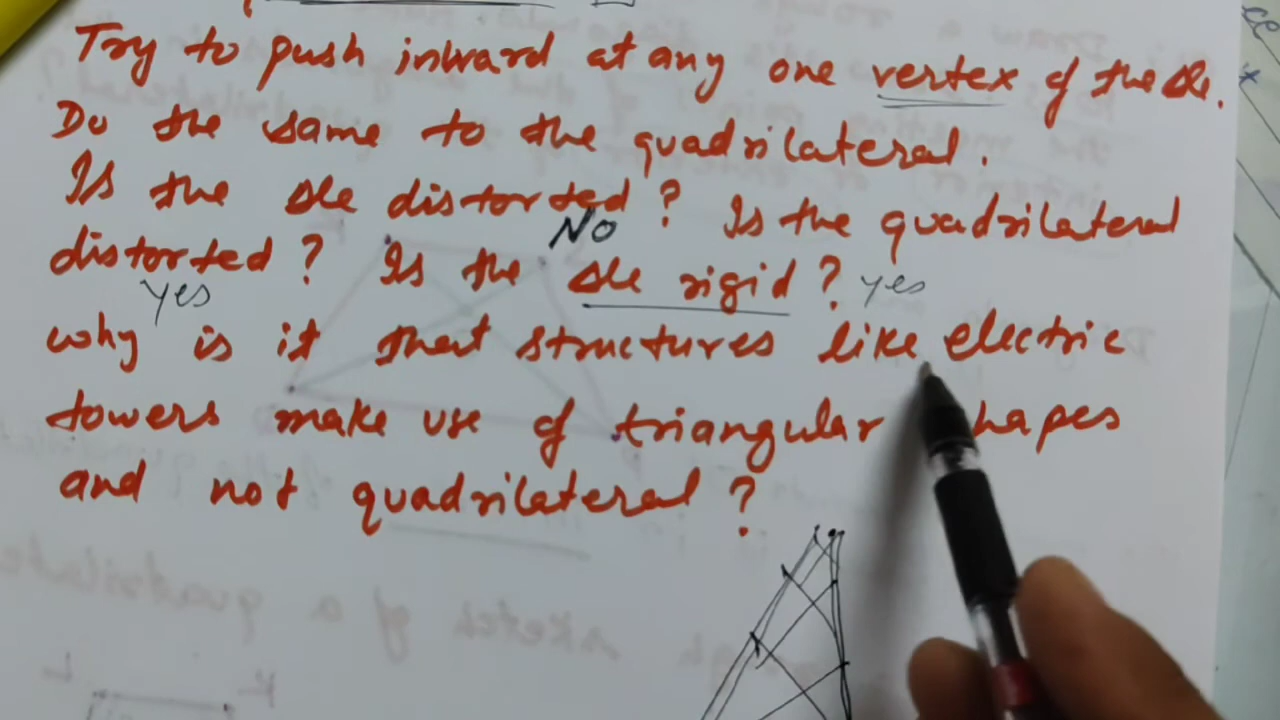 Try to push inward at any one vertex of the Δle.
Do the same to the quadrilateral.
Is the Δle distorted? Is the quadrilateral
No
distorted? Is the Δle rigid? yes
Yes
why is it that structures like electric
towers make use of triangular hapes
and not quadrilateral?